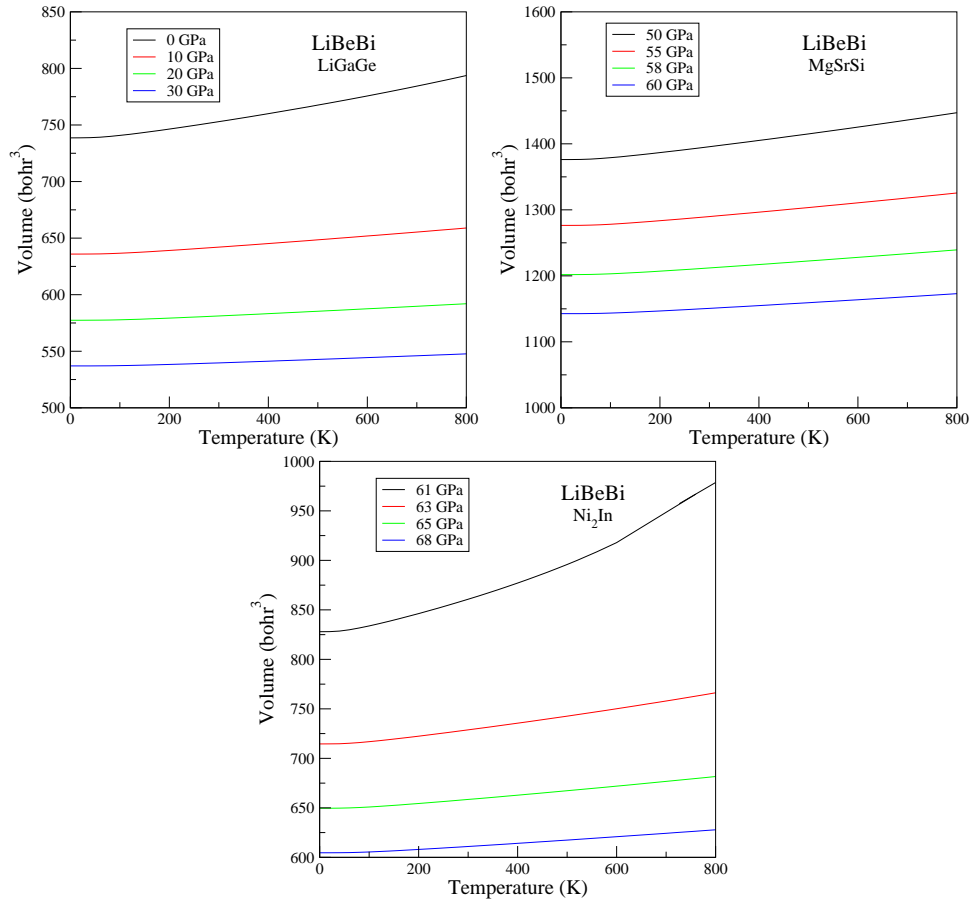 850
800
750
700
650
600
550
500
Volume (bohr³)
0 GPa
10 GPa
20 GPa
30 GPa
LiBeBi
LiGaGe
0
200
400
600
800
Temperature (K)
1600
1500
1400
1300
1200
1100
1000
Volume (bohr³)
50 GPa
55 GPa
58 GPa
60 GPa
LiBeBi
MgSrSi
0
200
400
600
800
Temperature (K)
1000
950
900
850
800
750
700
650
600
Volume (bohr³)
61 GPa
63 GPa
65 GPa
68 GPa
LiBeBi
Ni₂In
0
200
400
600
800
Temperature (K)